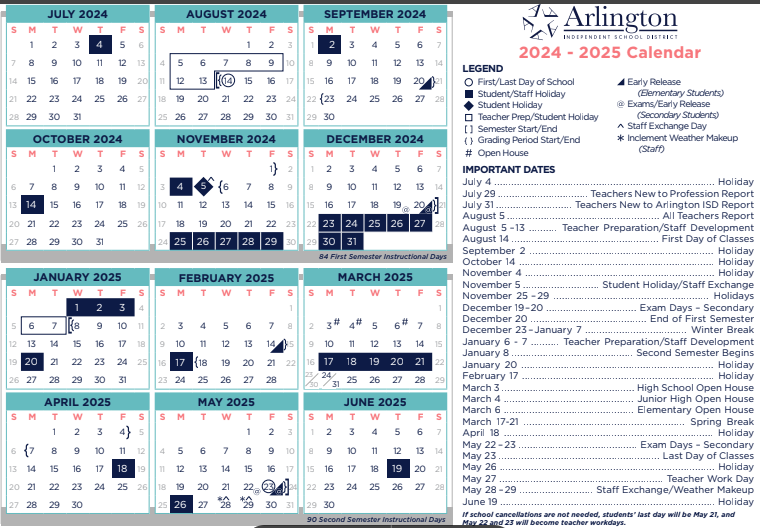 Arlington
INDEPENDENT SCHOOL DISTRICT
2024 - 2025 Calendar
JULY 2024
S M T W T F S
1 2 3 4 5 6
7 8 9 10 11 12 13
14 15 16 17 18 19 20
21 22 23 24 25 26 27
28 29 30 31
AUGUST 2024
S M T W T F S
1 2 3
4 5 6 7 8 9 10
11 12 13 [{14 15 16 17
18 19 20 21 22 23 24
25 26 27 28 29 30 31
SEPTEMBER 2024
S M T W T F S
1 2 3 4 5 6 7
8 9 10 11 12 13 14
15 16 17 18 19 20} 21
22 {23 24 25 26 27 28
29 30
OCTOBER 2024
S M T W T F S
1 2 3 4 5
6 7 8 9 10 11 12
13 14 15 16 17 18 19
20 21 22 23 24 25 26
27 28 29 30 31
NOVEMBER 2024
S M T W T F S
1} 2
3 4 5^ {6 7 8 9
10 11 12 13 14 15 16
17 18 19 20 21 22 23
24 25 26 27 28 29 30
DECEMBER 2024
S M T W T F S
1 2 3 4 5 6 7
8 9 10 11 12 13 14
15 16 17 18 19@ 20@}] 21
22 23 24 25 26 27 28
29 30 31
84 First Semester Instructional Days
JANUARY 2025
S M T W T F S
1 2 3 4
5 6 7 [{8 9 10 11
12 13 14 15 16 17 18
19 20 21 22 23 24 25
26 27 28 29 30 31
FEBRUARY 2025
S M T W T F S
1
2 3 4 5 6 7 8
9 10 11 12 13 14} 15
16 17 {18 19 20 21 22
23 24 25 26 27 28
MARCH 2025
S M T W T F S
1
2 3# 4# 5 6# 7 8
9 10 11 12 13 14 15
16 17 18 19 20 21 22
23/30 24/31 25 26 27 28 29
APRIL 2025
S M T W T F S
1 2 3 4} 5
6 {7 8 9 10 11 12
13 14 15 16 17 18 19
20 21 22 23 24 25 26
27 28 29 30
MAY 2025
S M T W T F S
1 2 3
4 5 6 7 8 9 10
11 12 13 14 15 16 17
18 19 20 21 22@ 23@}] 24
25 26 27 28*^ 29*^ 30 31
JUNE 2025
S M T W T F S
1 2 3 4 5 6 7
8 9 10 11 12 13 14
15 16 17 18 19 20 21
22 23 24 25 26 27 28
29 30
90 Second Semester Instructional Days
LEGEND
First/Last Day of School
Student/Staff Holiday
Student Holiday
Teacher Prep/Student Holiday
[ ] Semester Start/End
{ } Grading Period Start/End
# Open House
Early Release
(Elementary Students)
@ Exams/Early Release
(Secondary Students)
^ Staff Exchange Day
* Inclement Weather Makeup
(Staff)
IMPORTANT DATES
July 4 ........ Holiday
July 29 ........ Teachers New to Profession Report
July 31 ........ Teachers New to Arlington ISD Report
August 5 ........ All Teachers Report
August 5 -13 ........ Teacher Preparation/Staff Development
August 14 ........ First Day of Classes
September 2 ........ Holiday
October 14 ........ Holiday
November 4 ........ Holiday
November 5 ........ Student Holiday/Staff Exchange
November 25 -29 ........ Holidays
December 19-20 ........ Exam Days – Secondary
December 20 ........ End of First Semester
December 23-January 7 ........ Winter Break
January 6 - 7 ........ Teacher Preparation/Staff Development
January 8 ........ Second Semester Begins
January 20 ........ Holiday
February 17 ........ Holiday
March 3 ........ High School Open House
March 4 ........ Junior High Open House
March 6 ........ Elementary Open House
March 17-21 ........ Spring Break
April 18 ........ Holiday
May 22-23 ........ Exam Days – Secondary
May 23 ........ Last Day of Classes
May 26 ........ Holiday
May 27 ........ Teacher Work Day
May 28-29 ........ Staff Exchange/Weather Makeup
June 19 ........ Holiday
If school cancellations are not needed, students' last day will be May 21, and
May 22 and 23 will become teacher workdays.